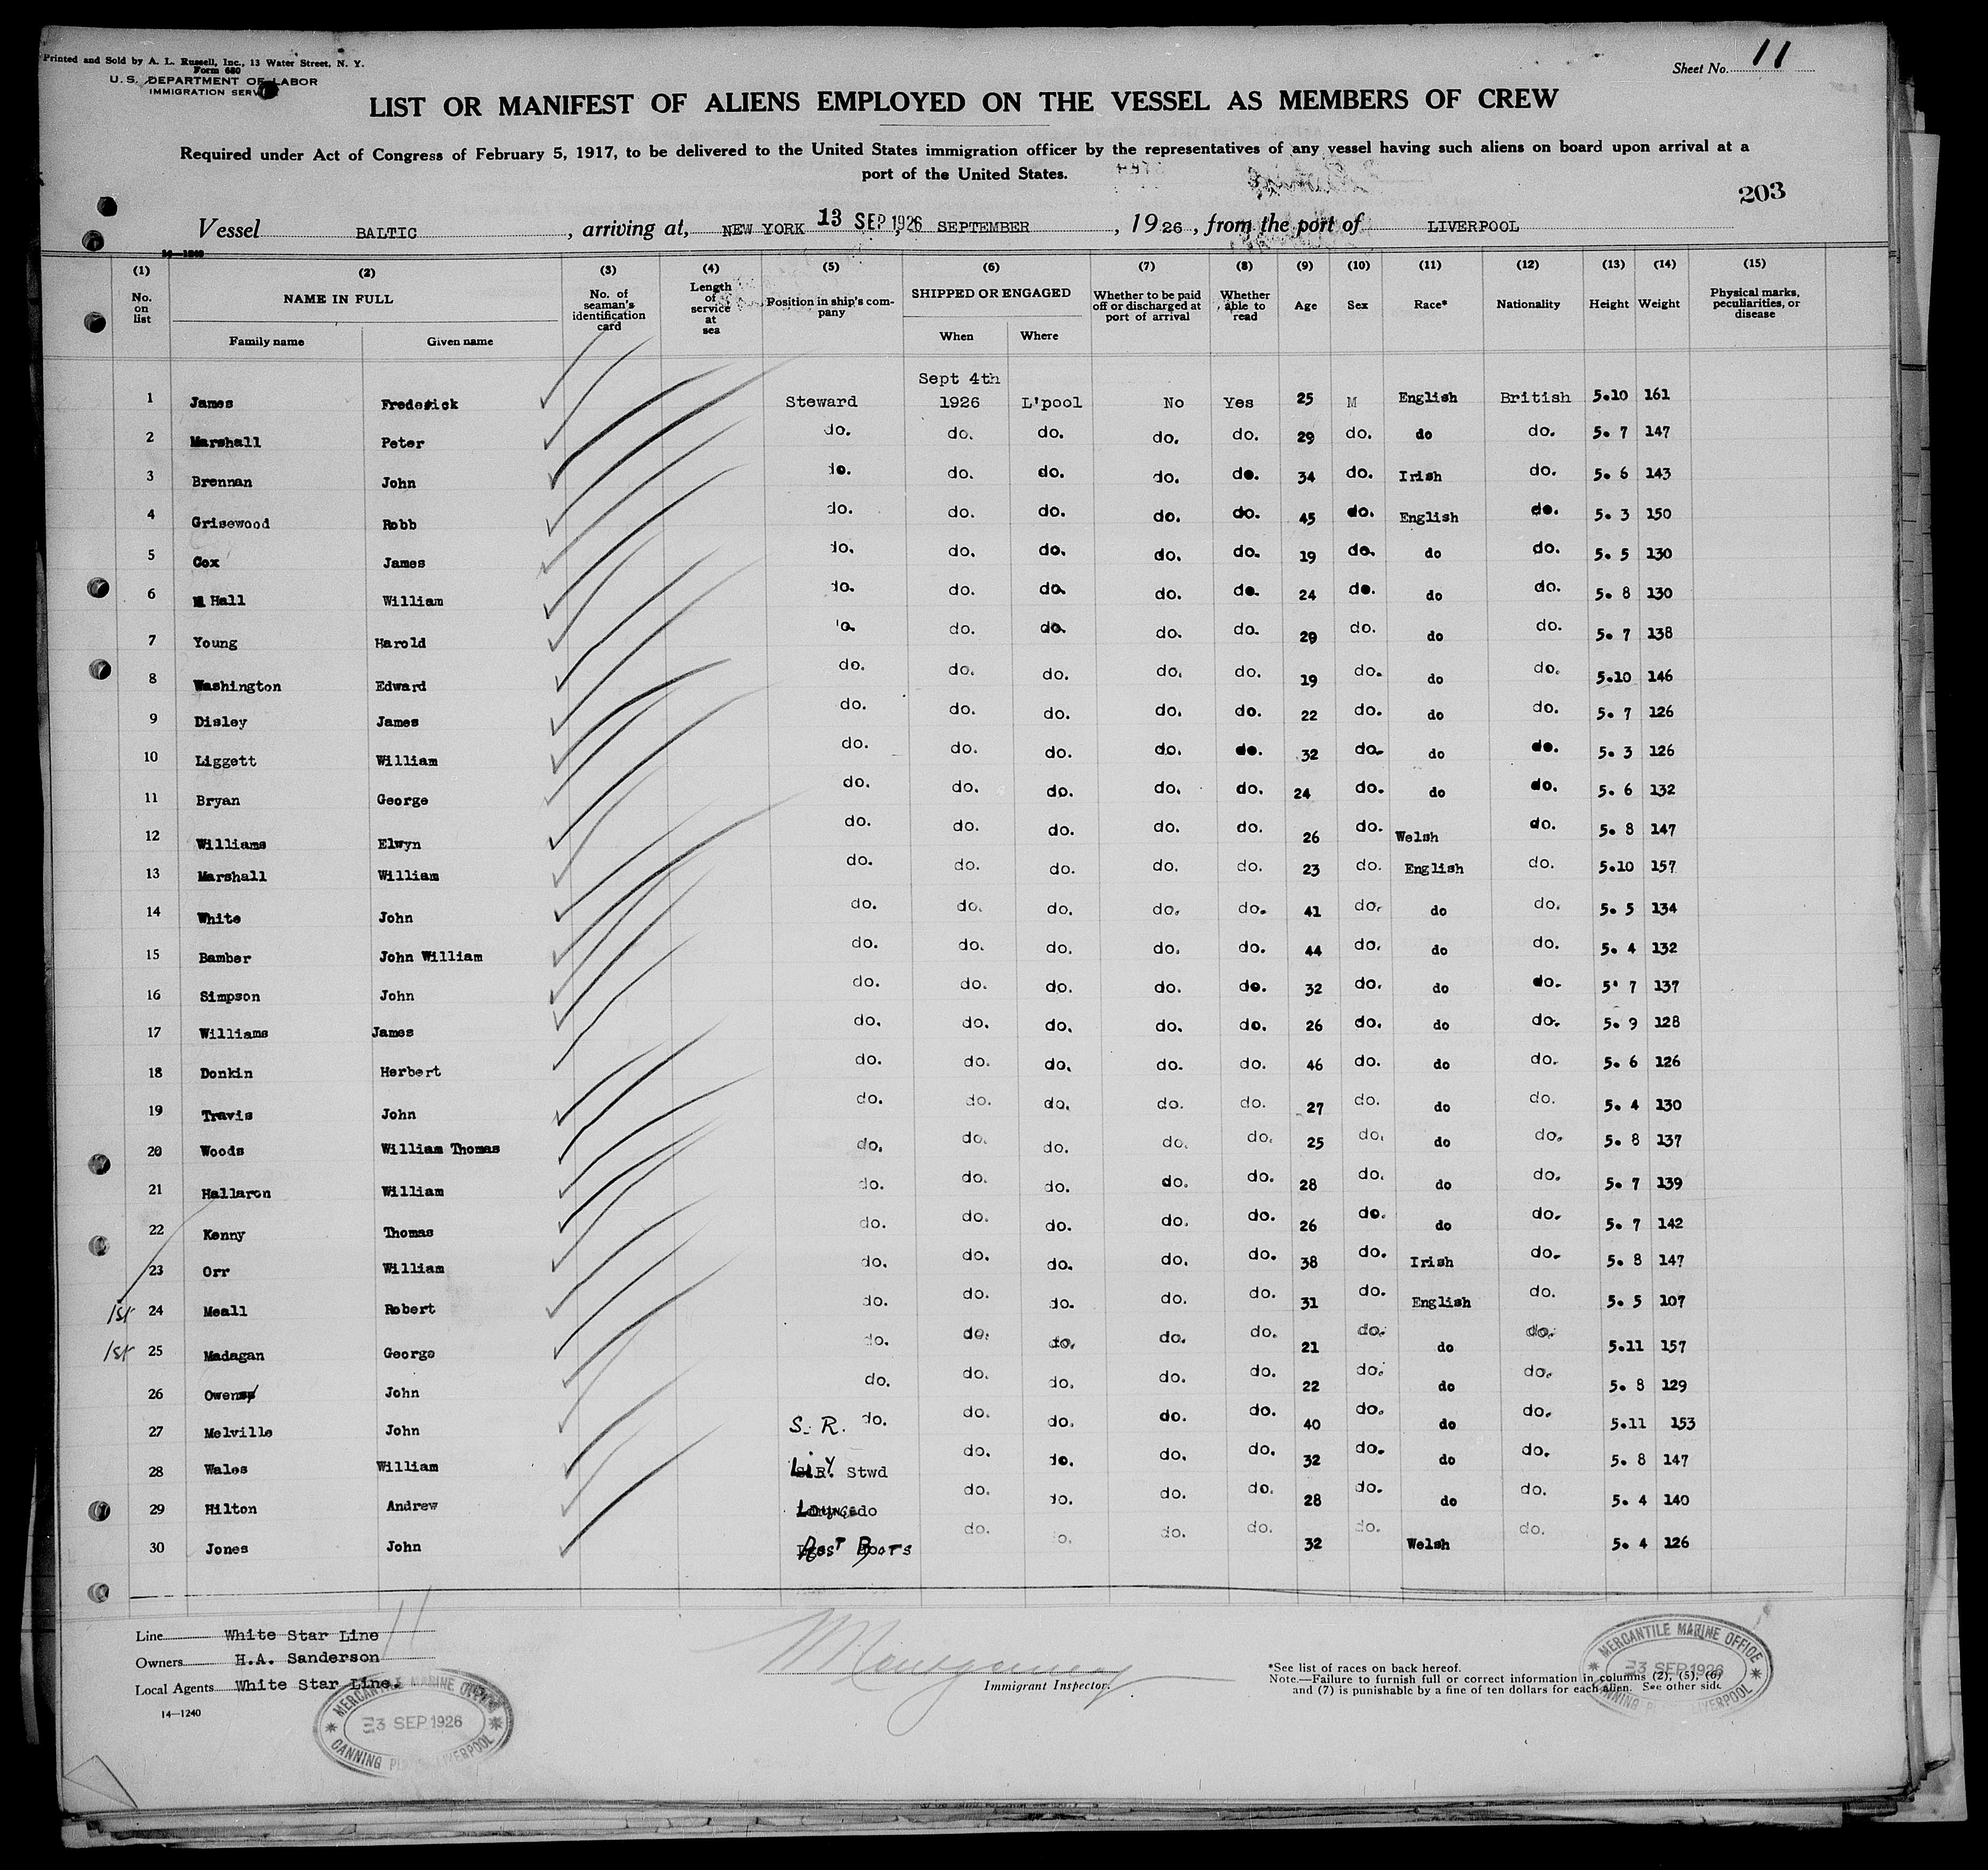 Printed and Sold by A. L. Russell, Inc., 13 Water Street, N. Y.
Form 680
U. S. DEPARTMENT OF LABOR
IMMIGRATION SERVICE
Sheet No. 11
LIST OR MANIFEST OF ALIENS EMPLOYED ON THE VESSEL AS MEMBERS OF CREW
Required under Act of Congress of February 5, 1917, to be delivered to the United States immigration officer by the representatives of any vessel having such aliens on board upon arrival at a
port of the United States.
203
Vessel BALTIC, arriving at, NEW YORK 13 SEP 1926 SEPTEMBER, 1926, from the port of LIVERPOOL
14—1240
(1) (2) (3) (4) (5) (6) (7) (8) (9) (10) (11) (12) (13) (14) (15)
No. on list NAME IN FULL No. of seaman's identification card Length of service at sea Position in ship's company SHIPPED OR ENGAGED Whether to be paid off or discharged at port of arrival Whether able to read Age Sex Race* Nationality Height Weight Physical marks, peculiarities, or disease
Family name Given name When Where
Sept 4th
1 James Frederick Steward 1926 L'pool No Yes 25 M English British 5.10 161
2 Marshall Peter do. do. do. do. do. 29 do. do do. 5. 7 147
3 Brennan John do. do. do. do. do. 34 do. Irish do. 5. 6 143
4 Grisewood Robb do. do. do. do. do. 45 do. English do. 5. 3 150
5 Cox James do. do. do. do. do. 19 do. do do. 5. 5 130
6 Hall William do. do. do. do. do. 24 do. do do. 5. 8 130
7 Young Harold do. do. do. do. do. 29 do. do do. 5. 7 138
8 Washington Edward do. do. do. do. do. 19 do. do do. 5.10 146
9 Disley James do. do. do. do. do. 22 do. do do. 5. 7 126
10 Liggett William do. do. do. do. do. 32 do. do do. 5. 3 126
11 Bryan George do. do. do. do. do. 24 do. do do. 5. 6 132
12 Williams Elwyn do. do. do. do. do. 26 do. Welsh do. 5. 8 147
13 Marshall William do. do. do. do. do. 23 do. English do. 5.10 157
14 White John do. do. do. do. do. 41 do. do do. 5. 5 134
15 Bamber John William do. do. do. do. do. 44 do. do do. 5. 4 132
16 Simpson John do. do. do. do. do. 32 do. do do. 5' 7 137
17 Williams James do. do. do. do. do. 26 do. do do. 5. 9 128
18 Donkin Herbert do. do. do. do. do. 46 do. do do. 5. 6 126
19 Travis John do. do. do. do. do. 27 do. do do. 5. 4 130
20 Woods William Thomas do. do. do. do. do. 25 do. do do. 5. 8 137
21 Hallaron William do. do. do. do. do. 28 do. do do. 5. 7 139
22 Kenny Thomas do. do. do. do. do. 26 do. do do. 5. 7 142
23 Orr William do. do. do. do. do. 38 do. Irish do. 5. 8 147
1st 24 Meall Robert do. do. do. do. do. 31 do. English do. 5. 5 107
1st 25 Madagan George do. do. do. do. do. 21 do. do do. 5.11 157
26 Owens John do. do. do. do. do. 22 do. do do. 5. 8 129
27 Melville John S. R. do. do. do. do. do. 40 do. do do. 5.11 153
28 Wales William Liy Stwd do. do. do. do. 32 do. do do. 5. 8 147
29 Hilton Andrew Lounge do do. do. do. do. 28 do. do do. 5. 4 140
30 Jones John Boots do. do. do. do. 32 do. Welsh do. 5. 4 126
Line White Star Line
Owners H.A. Sanderson
Local Agents White Star Line.
14—1240
MERCANTILE MARINE OFFICE
3 SEP 1926
CANNING PLACE LIVERPOOL
Montgomery
Immigrant Inspector.
*See list of races on back hereof.
Note.—Failure to furnish full or correct information in columns (2), (5), (6)
and (7) is punishable by a fine of ten dollars for each alien. See other side
MERCANTILE MARINE OFFICE
3 SEP 1926
CANNING PLACE LIVERPOOL